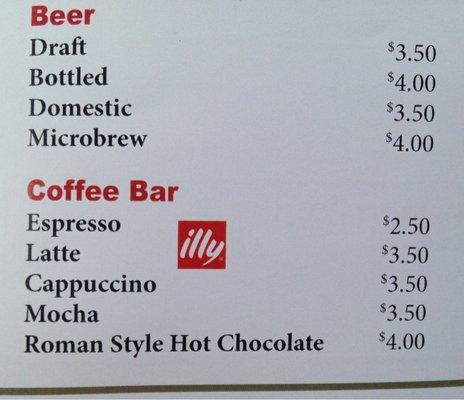 Beer
Draft $3.50
Bottled $4.00
Domestic $3.50
Microbrew $4.00
Coffee Bar
Espresso $2.50
illy
Latte $3.50
Cappuccino $3.50
Mocha $3.50
Roman Style Hot Chocolate $4.00